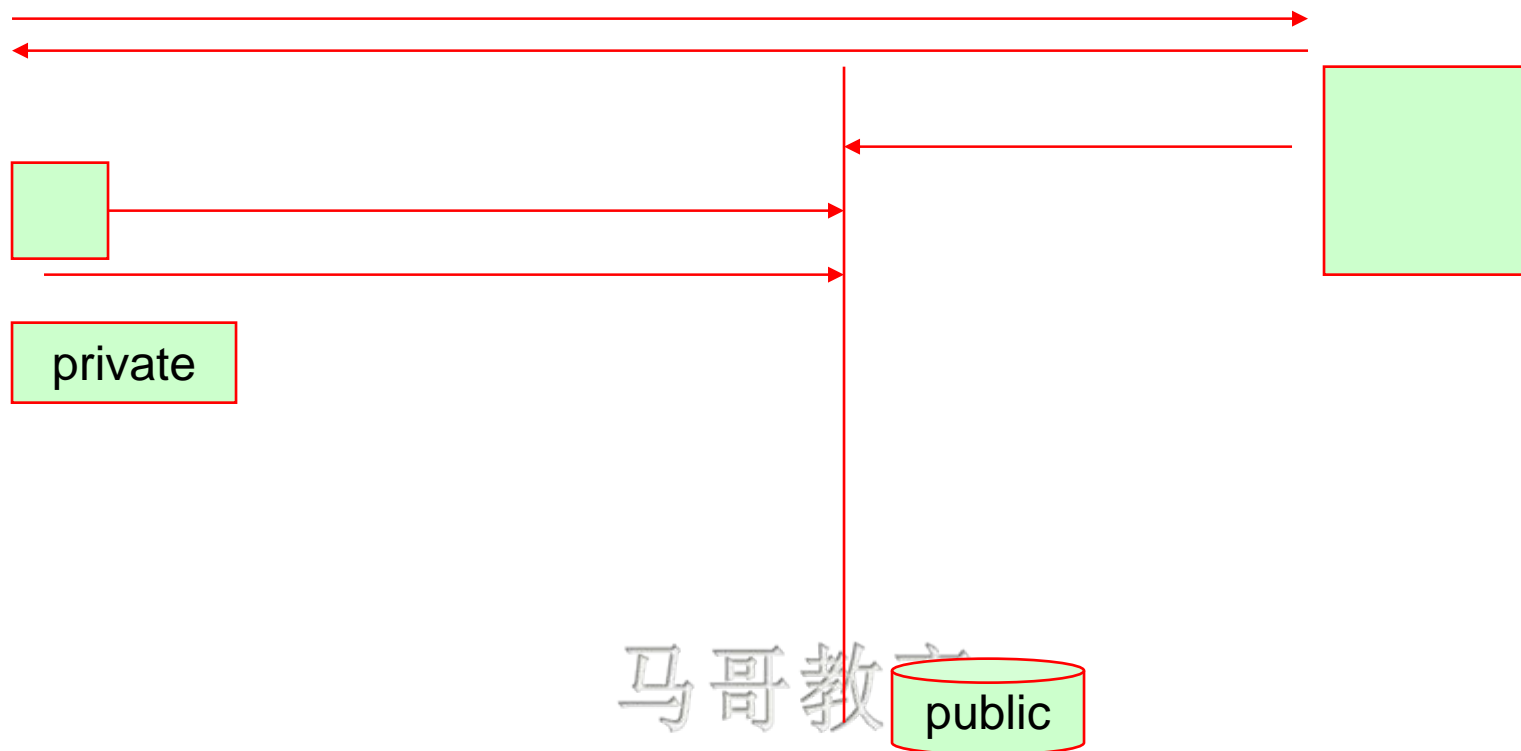 private
马哥教
public